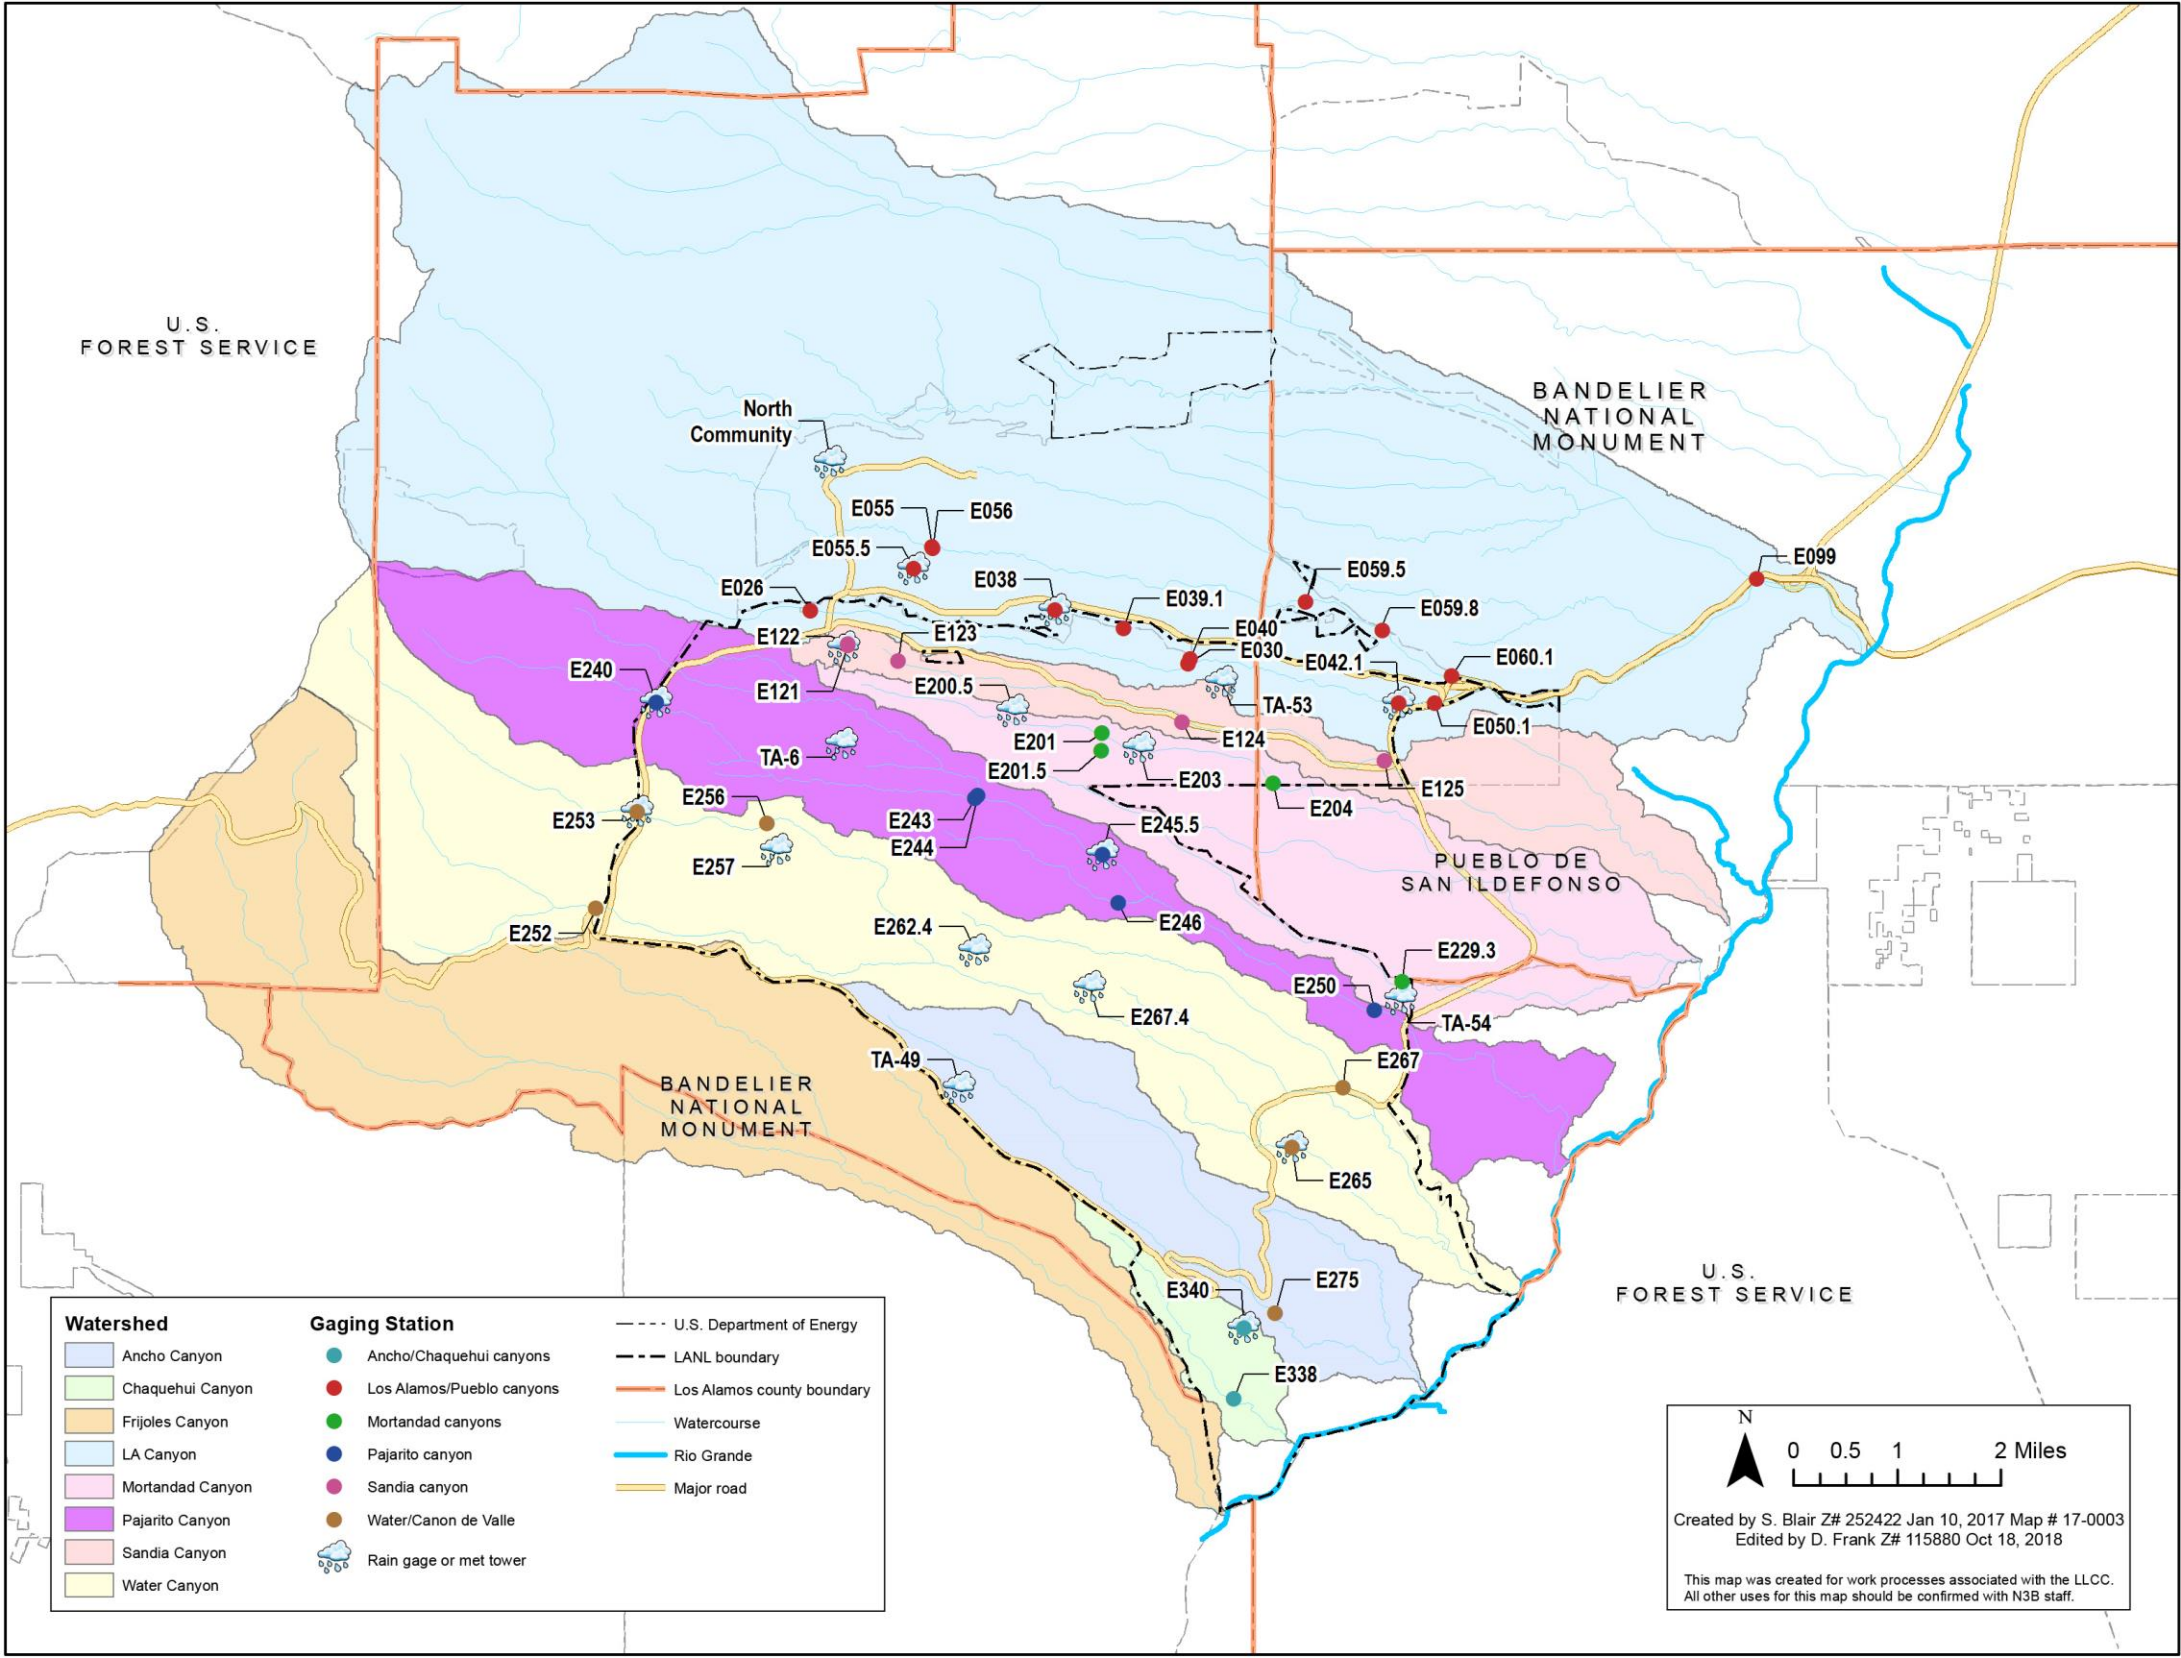 U.S.
FOREST SERVICE
BANDELIER
NATIONAL
MONUMENT
North
Community
E055
E056
E055.5
E099
E026
E038
E059.5
E039.1
E059.8
E122
E123
E040
E030
E042.1
E060.1
E240
E121
E200.5
TA-53
E050.1
E201
E124
TA-6
E201.5
E203
E125
E256
E204
E253
E243
E245.5
E244
E257
PUEBLO DE
SAN ILDEFONSO
E252
E262.4
E246
E229.3
E250
E267.4
TA-54
TA-49
E267
BANDELIER
NATIONAL
MONUMENT
E265
E275
E340
U.S.
FOREST SERVICE
E338
Watershed
Ancho Canyon
Chaquehui Canyon
Frijoles Canyon
LA Canyon
Mortandad Canyon
Pajarito Canyon
Sandia Canyon
Water Canyon
Gaging Station
Ancho/Chaquehui canyons
Los Alamos/Pueblo canyons
Mortandad canyons
Pajarito canyon
Sandia canyon
Water/Canon de Valle
Rain gage or met tower
U.S. Department of Energy
LANL boundary
Los Alamos county boundary
Watercourse
Rio Grande
Major road
N
0 0.5 1 2 Miles
Created by S. Blair Z# 252422 Jan 10, 2017 Map # 17-0003
Edited by D. Frank Z# 115880 Oct 18, 2018
This map was created for work processes associated with the LLCC.
All other uses for this map should be confirmed with N3B staff.